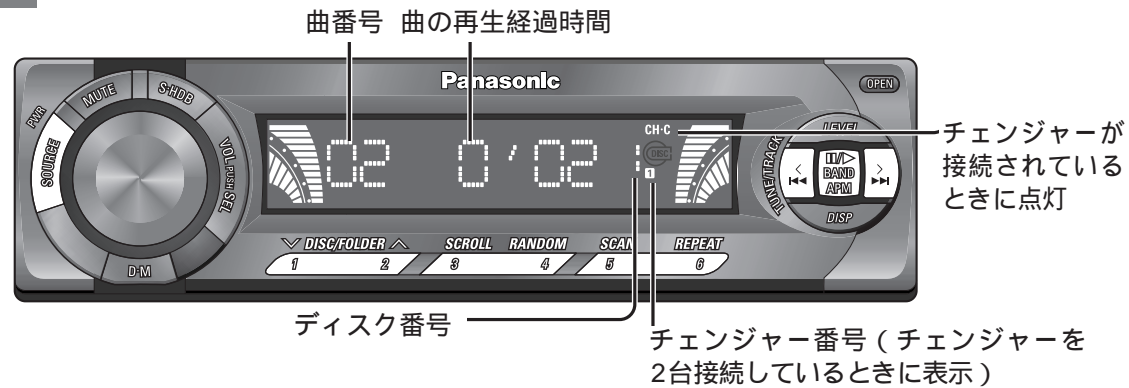 曲番号 曲の再生経過時間
Panasonic
OPEN
PWR
MUTE
S·HDB
SOURCE
VOL PUSH SEL
D·M
02 0'02 1
CH·C
DISC
1
LEVEL
TUNE/TRACK
BAND
APM
DISP
DISC/FOLDER SCROLL RANDOM SCAN REPEAT
1 2 3 4 5 6
チェンジャーが
接続されている
ときに点灯
ディスク番号
チェンジャー番号(チェンジャーを
2台接続しているときに表示)